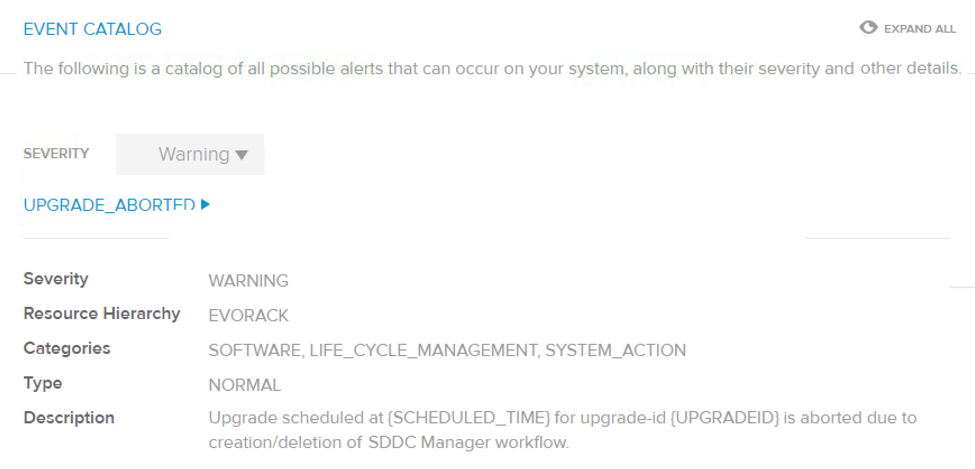 EVENT CATALOG
EXPAND ALL
The following is a catalog of all possible alerts that can occur on your system, along with their severity and other details.
SEVERITY
Warning
UPGRADE_ABORTED
Severity WARNING
Resource Hierarchy EVORACK
Categories SOFTWARE, LIFE_CYCLE_MANAGEMENT, SYSTEM_ACTION
Type NORMAL
Description Upgrade scheduled at {SCHEDULED_TIME} for upgrade-id {UPGRADEID} is aborted due to
creation/deletion of SDDC Manager workflow.